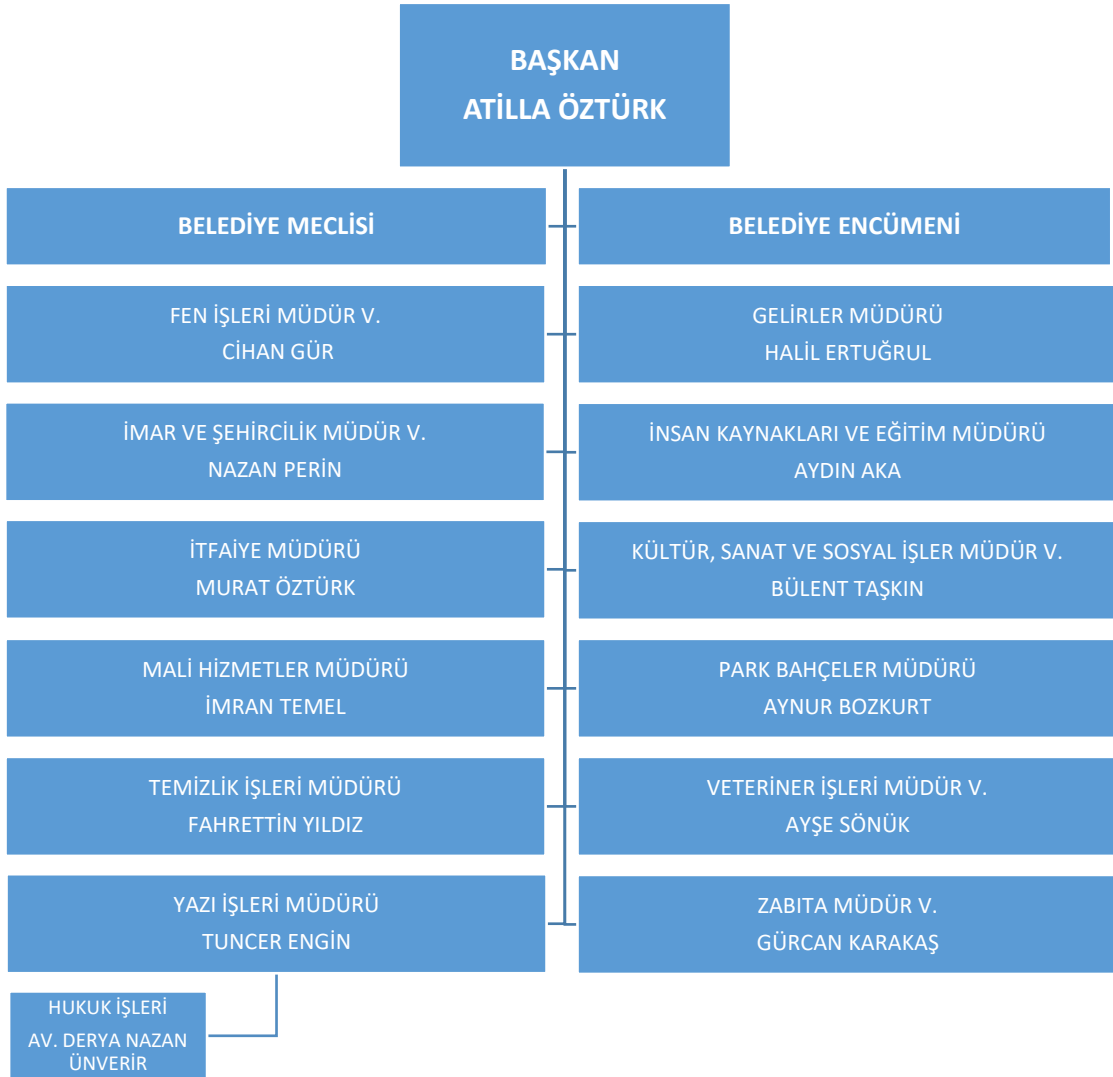 BAŞKAN
ATİLLA ÖZTÜRK
BELEDİYE MECLİSİ
BELEDİYE ENCÜMENİ
FEN İŞLERİ MÜDÜR V.
CİHAN GÜR
GELİRLER MÜDÜRÜ
HALİL ERTUĞRUL
İMAR VE ŞEHİRCİLİK MÜDÜR V.
NAZAN PERİN
İNSAN KAYNAKLARI VE EĞİTİM MÜDÜRÜ
AYDIN AKA
İTFAİYE MÜDÜRÜ
MURAT ÖZTÜRK
KÜLTÜR, SANAT VE SOSYAL İŞLER MÜDÜR V.
BÜLENT TAŞKIN
MALİ HİZMETLER MÜDÜRÜ
İMRAN TEMEL
PARK BAHÇELER MÜDÜRÜ
AYNUR BOZKURT
TEMİZLİK İŞLERİ MÜDÜRÜ
FAHRETTİN YILDIZ
VETERİNER İŞLERİ MÜDÜR V.
AYŞE SÖNÜK
YAZI İŞLERİ MÜDÜRÜ
TUNCER ENGİN
ZABITA MÜDÜR V.
GÜRCAN KARAKAŞ
HUKUK İŞLERİ
AV. DERYA NAZAN
ÜNVERİR